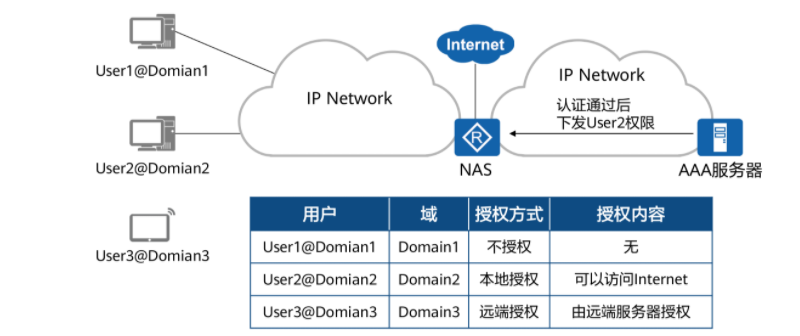 Internet
User1@Domian1
IP Network
IP Network
认证通过后
下发User2权限
R
User2@Domian2
NAS
AAA服务器
User3@Domian3
用户 域 授权方式 授权内容
User1@Domian1 Domain1 不授权 无
User2@Domian2 Domain2 本地授权 可以访问Internet
User3@Domian3 Domain3 远端授权 由远端服务器授权